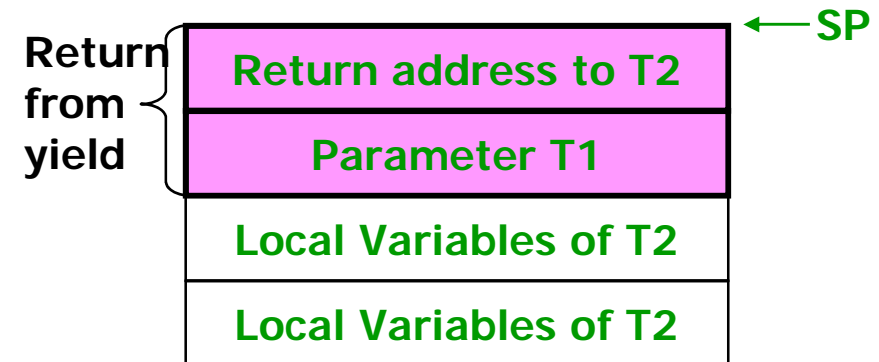 SP
Return
from
yield
Return address to T2
Parameter T1
Local Variables of T2
Local Variables of T2